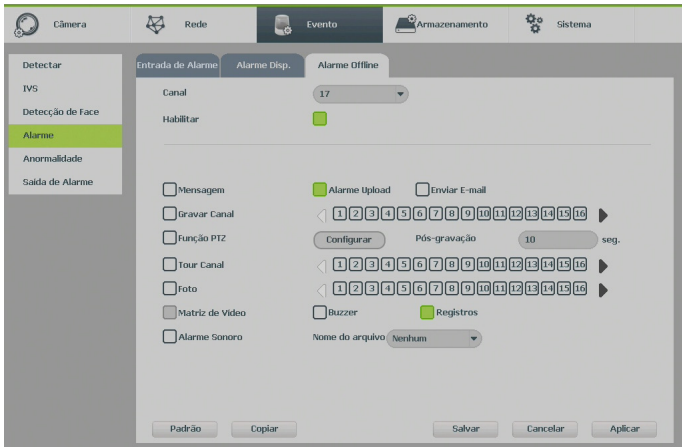 Câmera Rede Evento Armazenamento Sistema
Detectar
IVS
Detecção de Face
Alarme
Anormalidade
Saída de Alarme
Entrada de Alarme Alarme Disp. Alarme Offline
Canal 17
Habilitar
Mensagem Alarme Upload Enviar E-mail
Gravar Canal 1 2 3 4 5 6 7 8 9 10 11 12 13 14 15 16
Função PTZ Configurar Pós-gravação 10 seg.
Tour Canal 1 2 3 4 5 6 7 8 9 10 11 12 13 14 15 16
Foto 1 2 3 4 5 6 7 8 9 10 11 12 13 14 15 16
Matriz de Vídeo Buzzer Registros
Alarme Sonoro Nome do arquivo Nenhum
Padrão Copiar Salvar Cancelar Aplicar